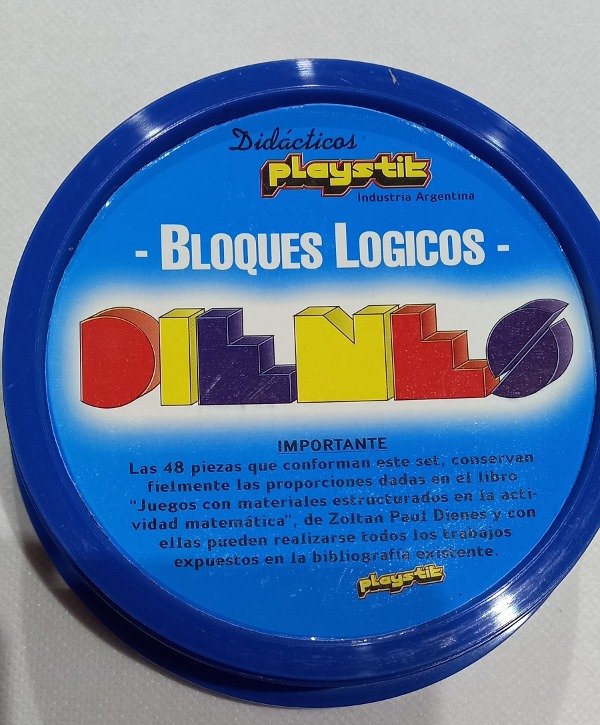 Didácticos
playstik
Industria Argentina
- BLOQUES LOGICOS -
DIENES
IMPORTANTE
Las 48 piezas que conforman este set, conservan
fielmente las proporciones dadas en el libro
"Juegos con materiales estructurados en la acti-
vidad matemática", de Zoltan Paul Dienes y con
ellas pueden realizarse todos los trabajos
expuestos en la bibliografía existente.
playstik